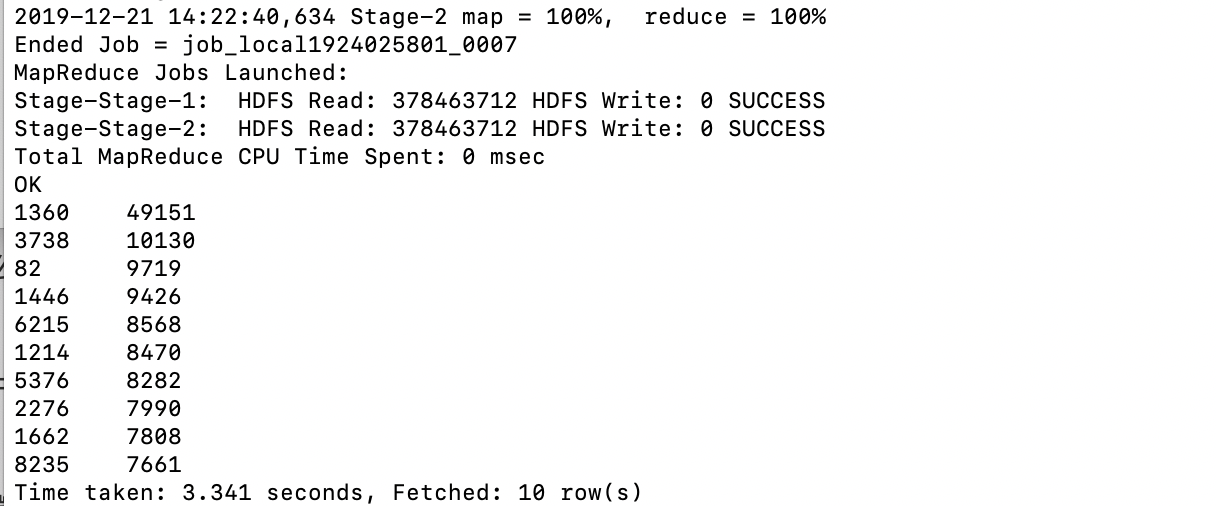 2019-12-21 14:22:40,634 Stage-2 map = 100%,  reduce = 100%
Ended Job = job_local1924025801_0007
MapReduce Jobs Launched:
Stage-Stage-1:  HDFS Read: 378463712 HDFS Write: 0 SUCCESS
Stage-Stage-2:  HDFS Read: 378463712 HDFS Write: 0 SUCCESS
Total MapReduce CPU Time Spent: 0 msec
OK
1360    49151
3738    10130
82      9719
1446    9426
6215    8568
1214    8470
5376    8282
2276    7990
1662    7808
8235    7661
Time taken: 3.341 seconds, Fetched: 10 row(s)